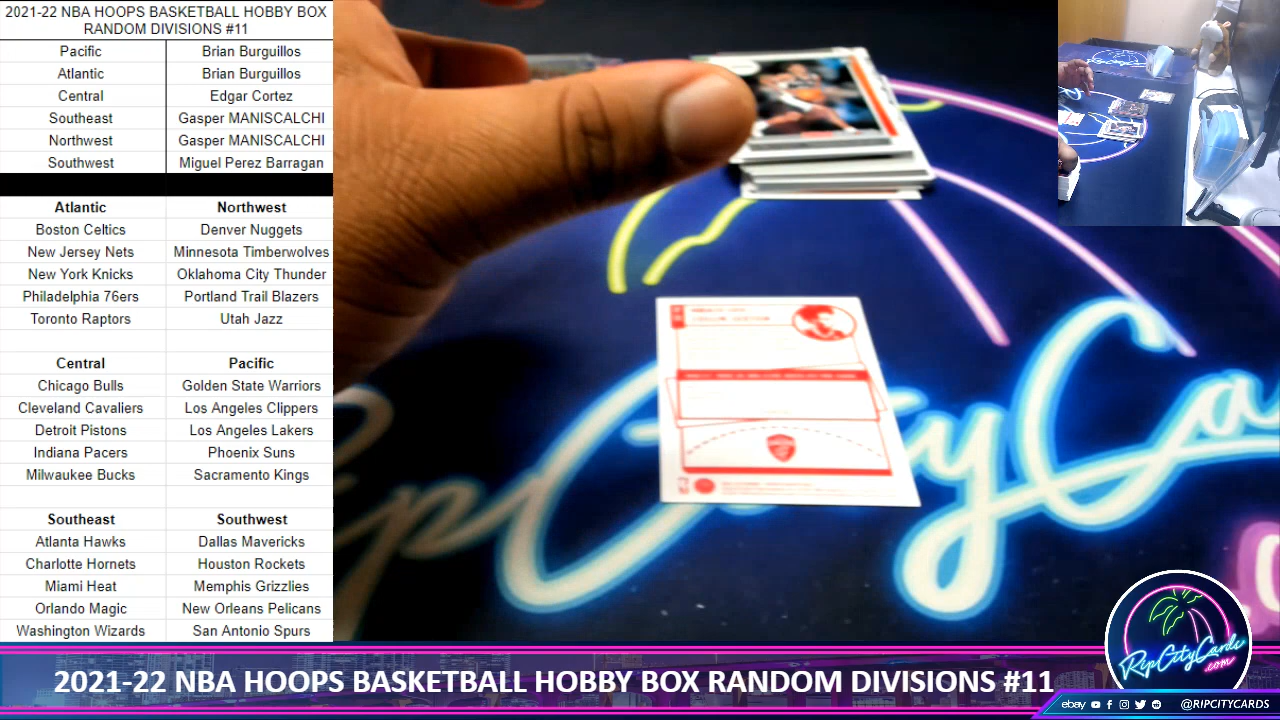 2021-22 NBA HOOPS BASKETBALL HOBBY BOX
RANDOM DIVISIONS #11
Pacific Brian Burguillos
Atlantic Brian Burguillos
Central Edgar Cortez
Southeast Gasper MANISCALCHI
Northwest Gasper MANISCALCHI
Southwest Miguel Perez Barragan
Atlantic Northwest
Boston Celtics Denver Nuggets
New Jersey Nets Minnesota Timberwolves
New York Knicks Oklahoma City Thunder
Philadelphia 76ers Portland Trail Blazers
Toronto Raptors Utah Jazz
Central Pacific
Chicago Bulls Golden State Warriors
Cleveland Cavaliers Los Angeles Clippers
Detroit Pistons Los Angeles Lakers
Indiana Pacers Phoenix Suns
Milwaukee Bucks Sacramento Kings
Southeast Southwest
Atlanta Hawks Dallas Mavericks
Charlotte Hornets Houston Rockets
Miami Heat Memphis Grizzlies
Orlando Magic New Orleans Pelicans
Washington Wizards San Antonio Spurs
2021-22 NBA HOOPS BASKETBALL HOBBY BOX RANDOM DIVISIONS #11
RipCityCards
.com
ebay @RIPCITYCARDS